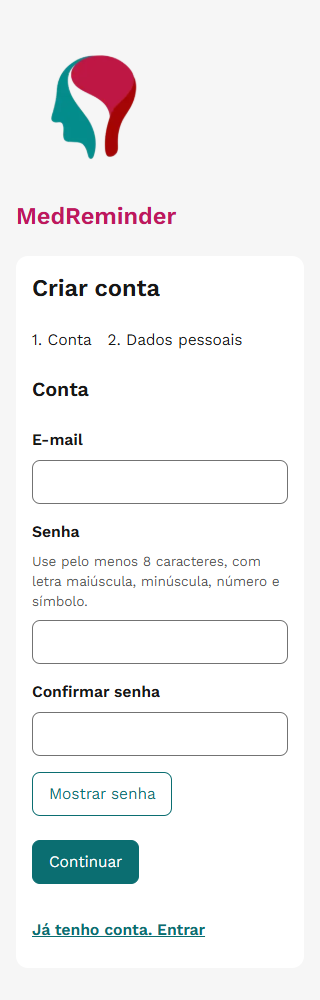 MedReminder
Criar conta
1. Conta 2. Dados pessoais
Conta
E-mail
Senha
Use pelo menos 8 caracteres, com
letra maiúscula, minúscula, número e
símbolo.
Confirmar senha
Mostrar senha
Continuar
Já tenho conta. Entrar